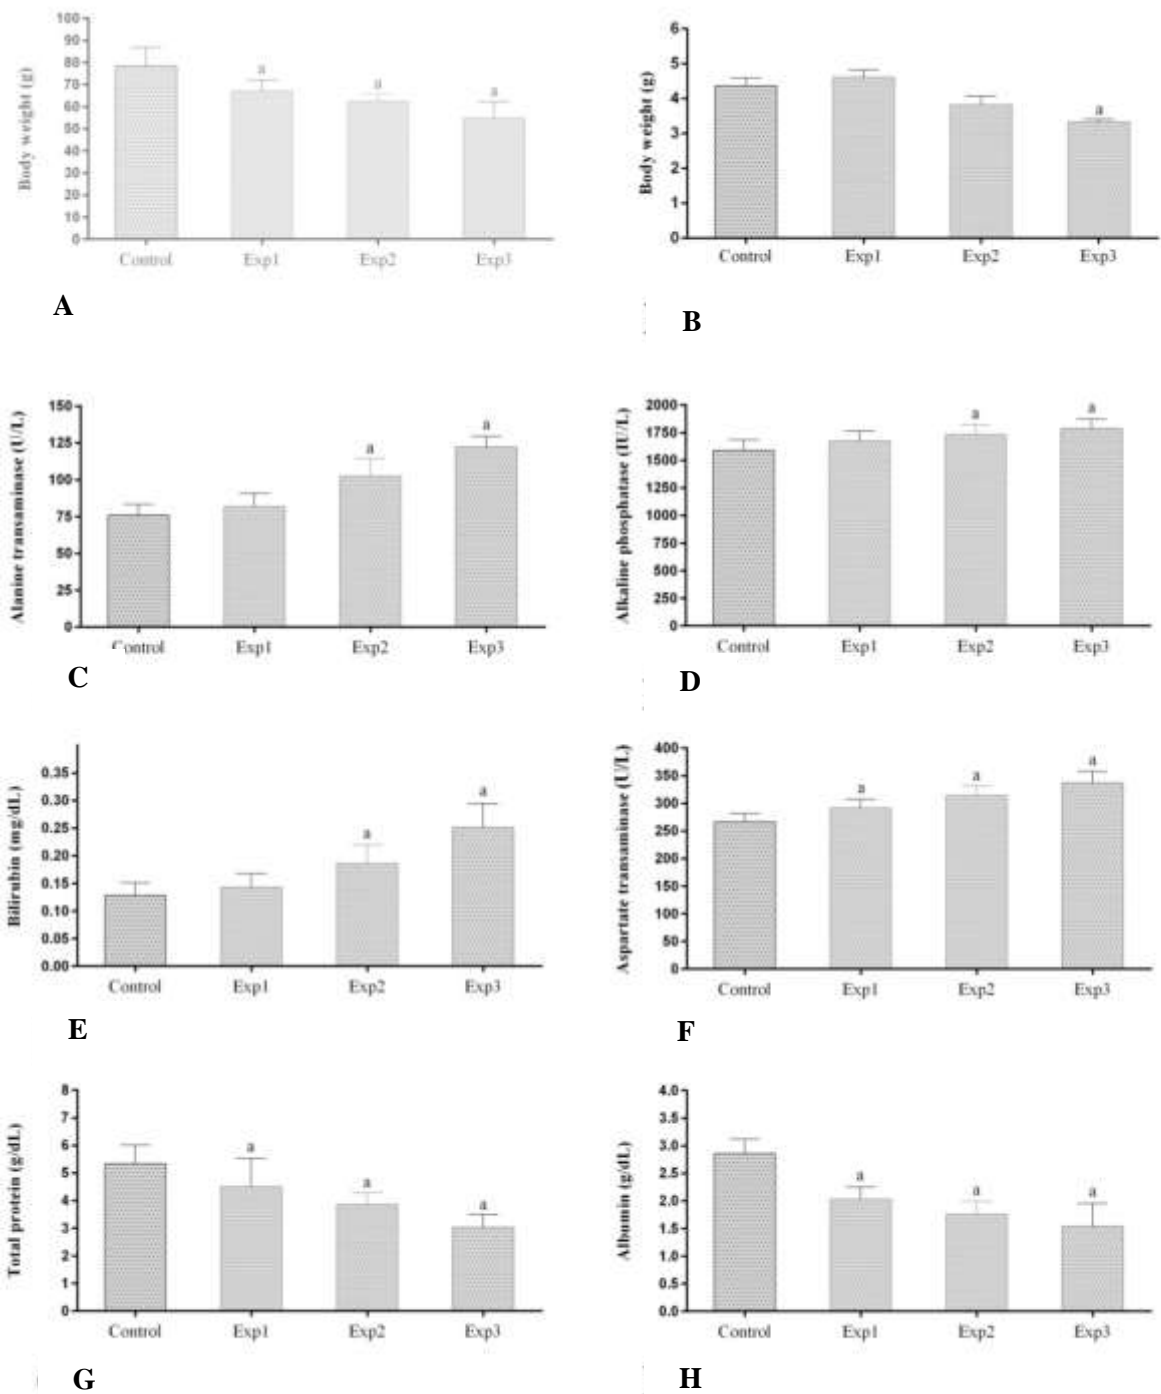 Body weight (g)
100
90
80
70
60
50
40
30
20
10
0
a
a
a
Control
Exp1
Exp2
Exp3
A
Body weight (g)
6
5
4
3
2
1
0
a
Control
Exp1
Exp2
Exp3
B
Alanine transaminase (U/L)
150
125
100
75
50
25
0
a
a
Control
Exp1
Exp2
Exp3
C
Alkaline phosphatase (IU/L)
2000
1750
1500
1250
1000
750
500
250
0
a
a
Control
Exp1
Exp2
Exp3
D
Bilirubin (mg/dL)
0.35
0.30
0.25
0.20
0.15
0.10
0.05
0.00
a
a
Control
Exp1
Exp2
Exp3
E
Aspartate transaminase (U/L)
400
350
300
250
200
150
100
50
0
a
a
a
Control
Exp1
Exp2
Exp3
F
Total protein (g/dL)
8
7
6
5
4
3
2
1
0
a
a
a
Control
Exp1
Exp2
Exp3
G
Albumin (g/dL)
4.0
3.5
3.0
2.5
2.0
1.5
1.0
0.5
0.0
a
a
a
Control
Exp1
Exp2
Exp3
H